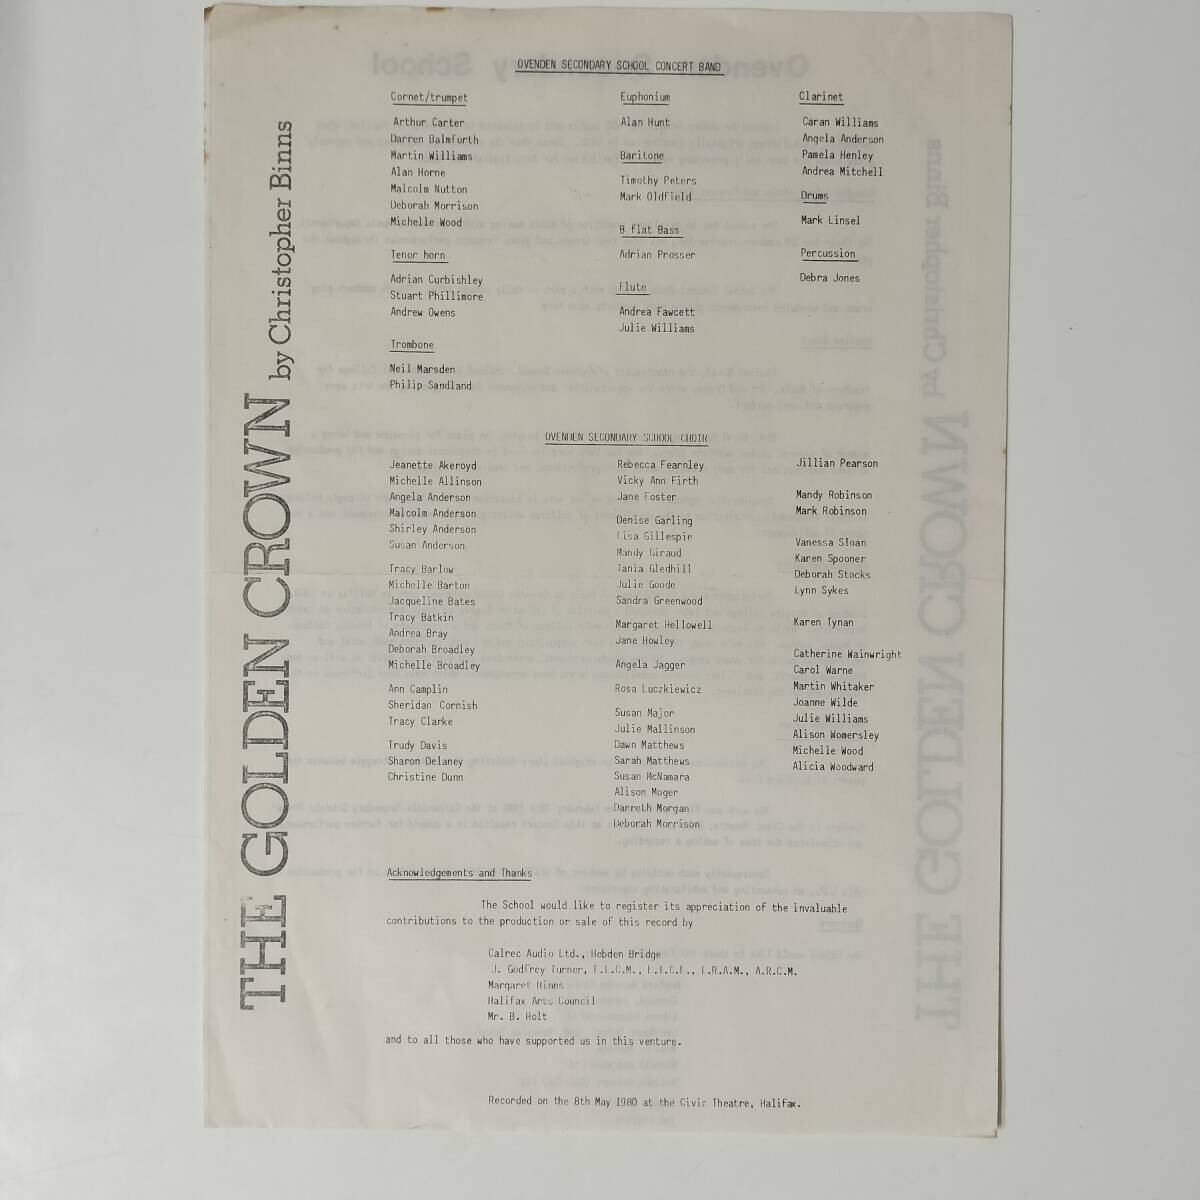 THE GOLDEN CROWN by Christopher Binns
OVENDEN SECONDARY SCHOOL CONCERT BAND
Cornet/trumpet
Arthur Carter
Darren Balmforth
Martin Williams
Alan Horne
Malcolm Nutton
Deborah Morrison
Michelle Wood
Tenor horn
Adrian Curbishley
Stuart Phillimore
Andrew Owens
Trombone
Neil Marsden
Philip Sandland
Euphonium
Alan Hunt
Baritone
Timothy Peters
Mark Oldfield
B flat Bass
Adrian Prosser
Flute
Andrea Fawcett
Julie Williams
Clarinet
Caran Williams
Angela Anderson
Pamela Henley
Andrea Mitchell
Drums
Mark Linsel
Percussion
Debra Jones
OVENDEN SECONDARY SCHOOL CHOIR
Jeanette Akeroyd
Michelle Allinson
Angela Anderson
Malcolm Anderson
Shirley Anderson
Susan Anderson
Tracy Barlow
Michelle Barton
Jacqueline Bates
Tracy Batkin
Andrea Bray
Deborah Broadley
Michelle Broadley
Ann Camplin
Sheridan Cornish
Tracy Clarke
Trudy Davis
Sharon Delaney
Christine Dunn
Rebecca Fearnley
Vicky Ann Firth
Jane Foster
Denise Garling
Lisa Gillespie
Mandy Giraud
Tania Gledhill
Julie Goode
Sandra Greenwood
Margaret Hellowell
Jane Howley
Angela Jagger
Rosa Luczkiewicz
Susan Major
Julie Mallinson
Dawn Matthews
Sarah Matthews
Susan McNamara
Alison Moger
Darreth Morgan
Deborah Morrison
Jillian Pearson
Mandy Robinson
Mark Robinson
Vanessa Sloan
Karen Spooner
Deborah Stocks
Lynn Sykes
Karen Tynan
Catherine Wainwright
Carol Warne
Martin Whitaker
Joanne Wilde
Julie Williams
Alison Womersley
Michelle Wood
Alicia Woodward
Acknowledgements and Thanks
The School would like to register its appreciation of the invaluable
contributions to the production or sale of this record by
Calrec Audio Ltd., Hebden Bridge
J. Godfrey Turner, L.R.A.M., A.R.C.M.
Margaret Binns
Halifax Arts Council
Mr. B. Holt
and to all those who have supported us in this venture.
Recorded on the 8th May 1980 at the Civic Theatre, Halifax.